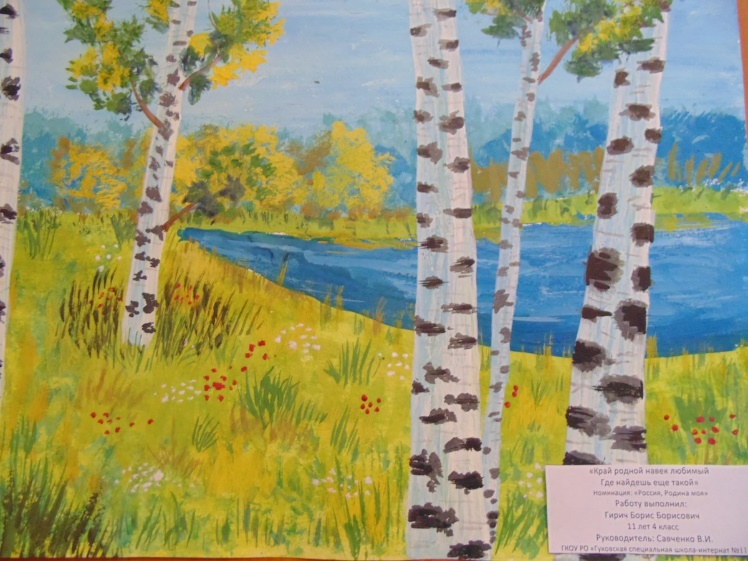 «Край родной навек любимый
Где найдешь еще такой»
Номинация: «Россия, Родина моя»
Работу выполнил:
Гирич Борис Борисович
11 лет 4 класс
Руководитель: Савченко В.И.
ГКОУ РО «Гуковская специальная школа-интернат №11